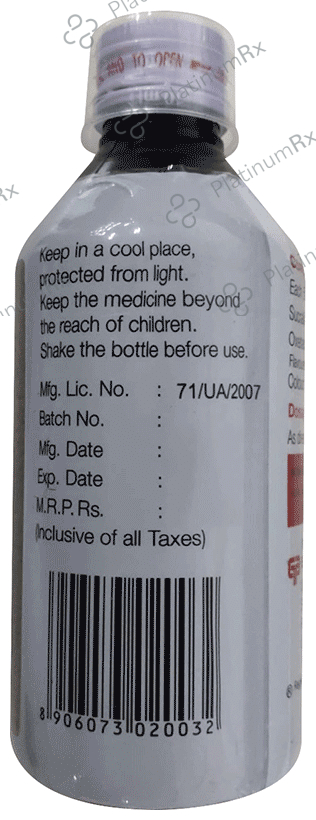 PlatinumRx
PlatinumRx
Keep in a cool place,
protected from light.
Keep the medicine beyond
the reach of children.
Shake the bottle before use.
Mfg. Lic. No. : 71/UA/2007
Batch No. :
Mfg. Date :
Exp. Date :
M.R.P. Rs. :
(Inclusive of all Taxes)
8 906073 020032
Each
As
PlatinumRx